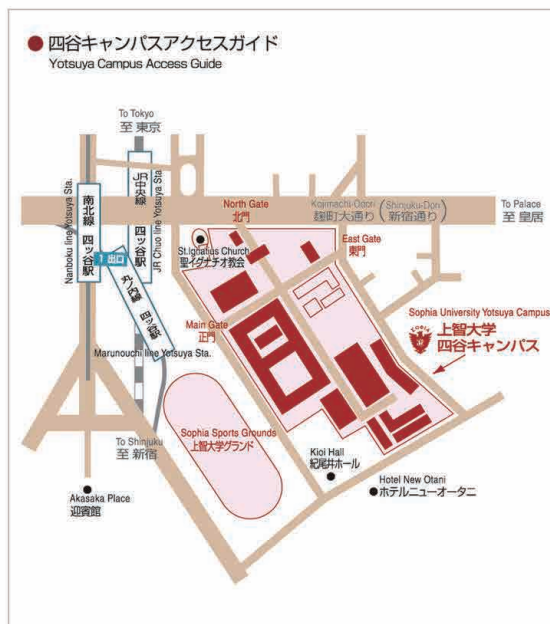 四谷キャンパスアクセスガイド
Yotsuya Campus Access Guide
To Tokyo
至 東京
Nanboku line Yotsuya Sta.
南北線 四ッ谷駅
JR中央線 四ッ谷駅
JR Chuo line Yotsuya Sta.
1 出口
丸ノ内線 四ッ谷駅
Marunouchi line Yotsuya Sta.
North Gate
北門
Kojimachi-Odori (Shinjuku-Dori)
麹町大通り(新宿通り)
To Palace
至 皇居
St.Ignatius Church
聖イグナチオ教会
East Gate
東門
Main Gate
正門
Sophia University Yotsuya Campus
上智大学
四谷キャンパス
Sophia Sports Grounds
上智大学グランド
To Shinjuku
至 新宿
Kioi Hall
紀尾井ホール
Hotel New Otani
ホテルニューオータニ
Akasaka Place
迎賓館